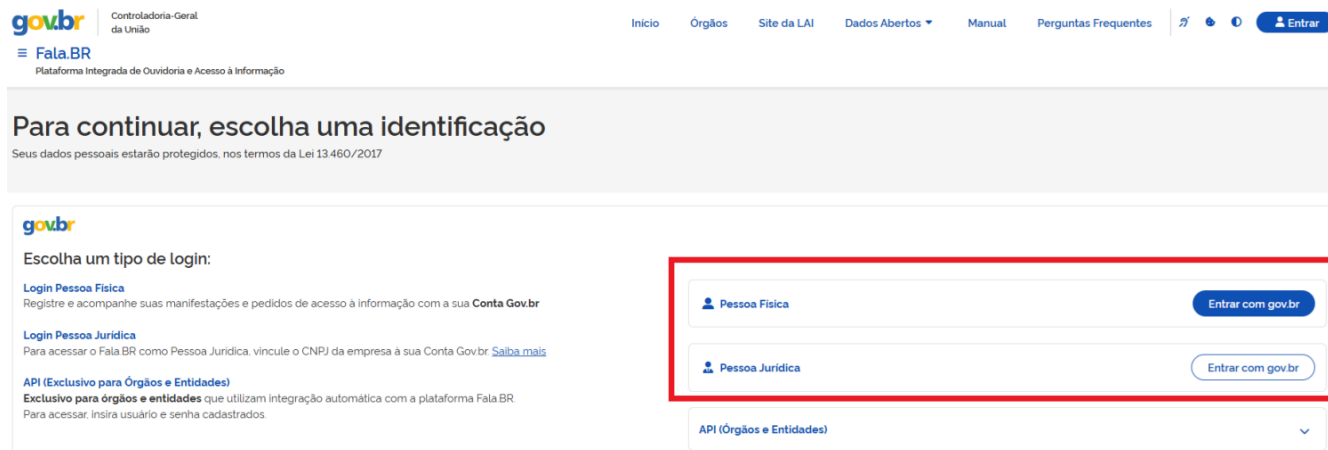 gov.br
Controladoria-Geral
da União
Início Órgãos Site da LAI Dados Abertos Manual Perguntas Frequentes Entrar
Fala.BR
Plataforma Integrada de Ouvidoria e Acesso à Informação
Para continuar, escolha uma identificação
Seus dados pessoais estarão protegidos, nos termos da Lei 13.460/2017
gov.br
Escolha um tipo de login:
Login Pessoa Física
Registre e acompanhe suas manifestações e pedidos de acesso à informação com a sua Conta Gov.br
Login Pessoa Jurídica
Para acessar o Fala.BR como Pessoa Jurídica, vincule o CNPJ da empresa à sua Conta Gov.br. Saiba mais
API (Exclusivo para Órgãos e Entidades)
Exclusivo para órgãos e entidades que utilizam integração automática com a plataforma Fala.BR.
Para acessar, insira usuário e senha cadastrados.
Pessoa Física Entrar com gov.br
Pessoa Jurídica Entrar com gov.br
API (Órgãos e Entidades)